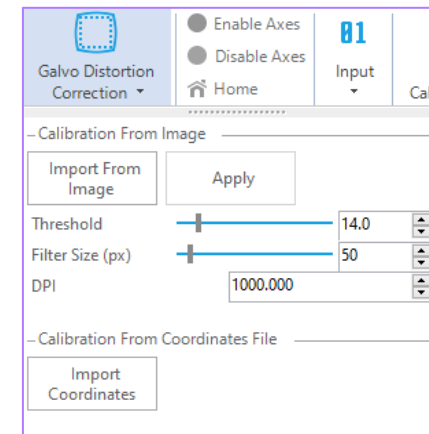 Galvo Distortion
Correction
Enable Axes
Disable Axes
Home
01
Input
Cal
Calibration From Image
Import From
Image
Apply
Threshold
14.0
Filter Size (px)
50
DPI
1000.000
Calibration From Coordinates File
Import
Coordinates